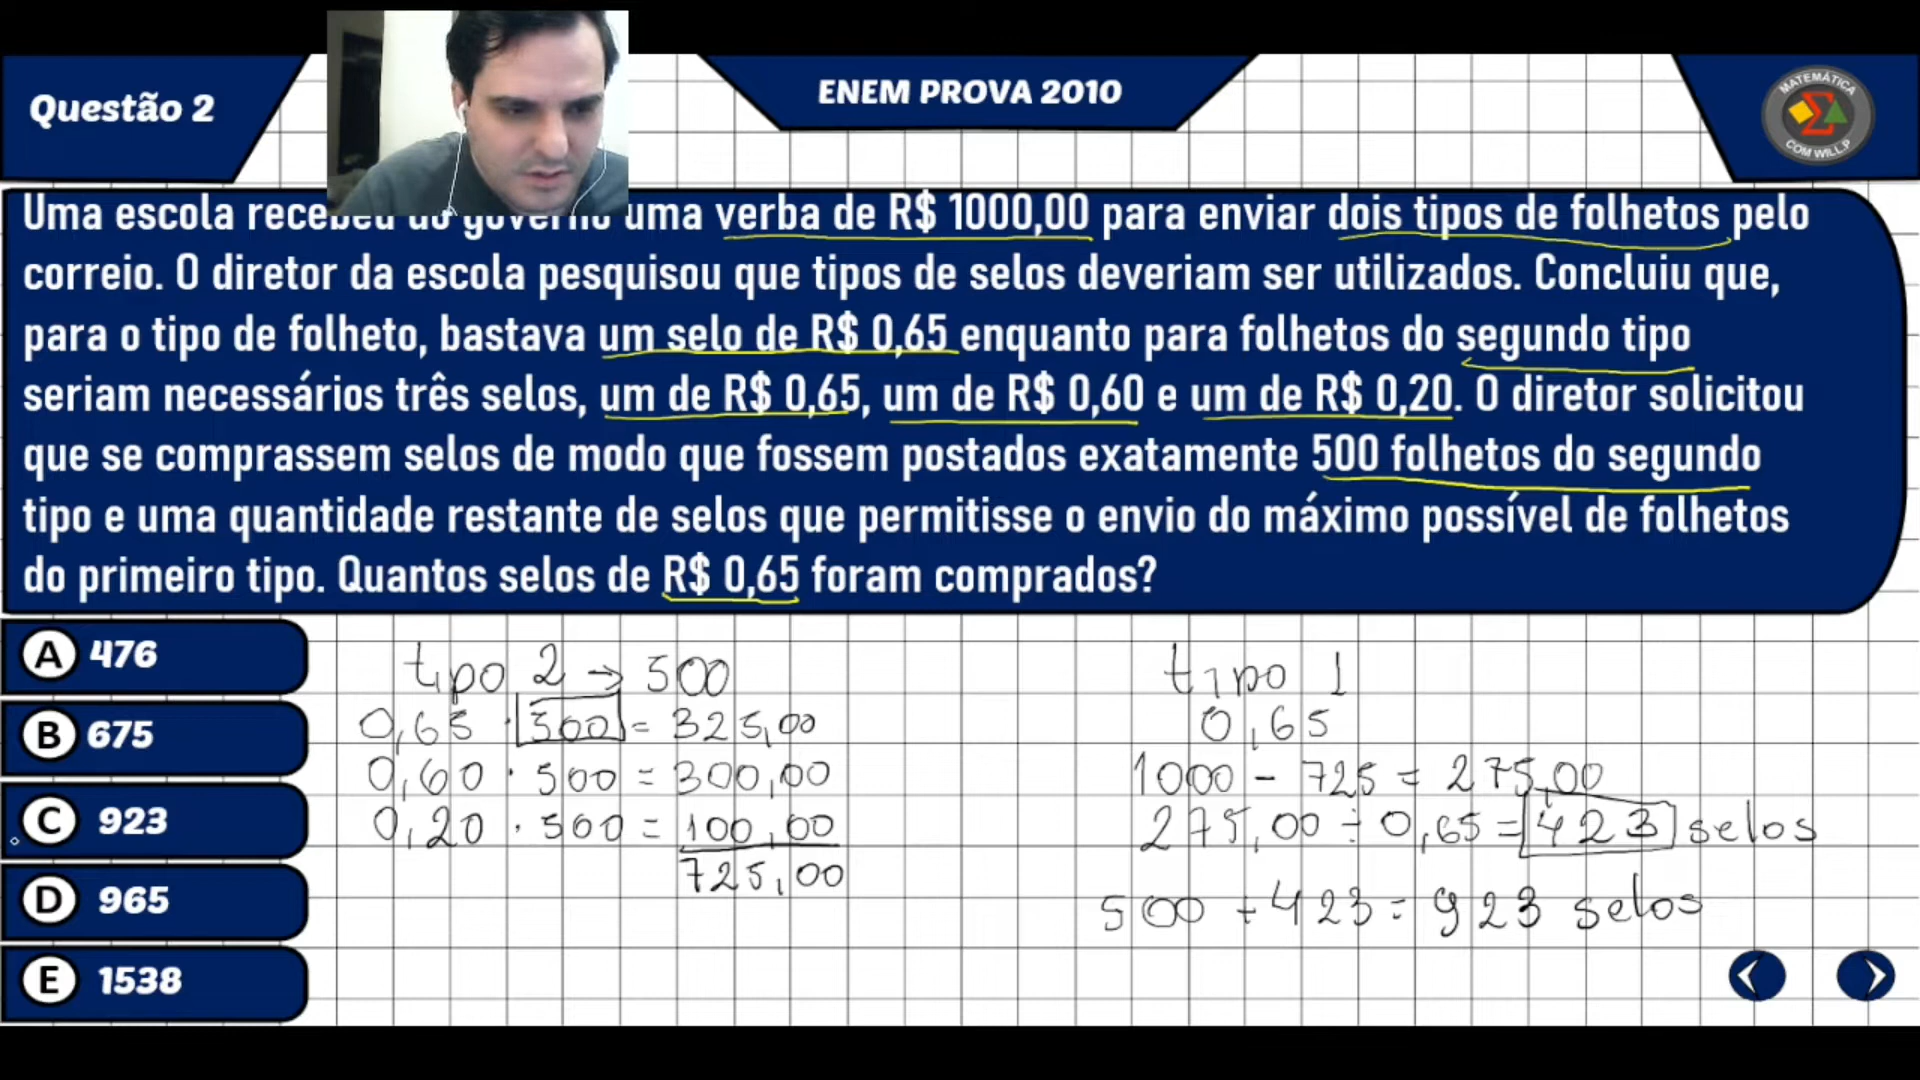 Questão 2
ENEM PROVA 2010
MATEMÁTICA
COM WILL.P
Uma escola recebeu do governo uma verba de R$ 1000,00 para enviar dois tipos de folhetos pelo
correio. O diretor da escola pesquisou que tipos de selos deveriam ser utilizados. Concluiu que,
para o tipo de folheto, bastava um selo de R$ 0,65 enquanto para folhetos do segundo tipo
seriam necessários três selos, um de R$ 0,65, um de R$ 0,60 e um de R$ 0,20. O diretor solicitou
que se comprassem selos de modo que fossem postados exatamente 500 folhetos do segundo
tipo e uma quantidade restante de selos que permitisse o envio do máximo possível de folhetos
do primeiro tipo. Quantos selos de R$ 0,65 foram comprados?
A 476
B 675
C 923
D 965
E 1538
tipo 2 → 500
0,65 · 500 = 325,00
0,60 · 500 = 300,00
0,20 · 500 = 100,00
725,00
tipo 1
0,65
1000 - 725 = 275,00
275,00 ÷ 0,65 = 423 selos
500 + 423 = 923 selos